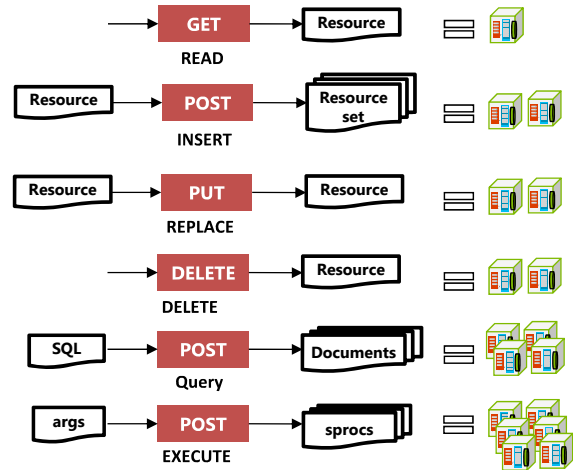 GET
Resource
READ
Resource
POST
Resource
set
INSERT
Resource
PUT
Resource
REPLACE
DELETE
Resource
DELETE
SQL
POST
Documents
Query
args
POST
sprocs
EXECUTE